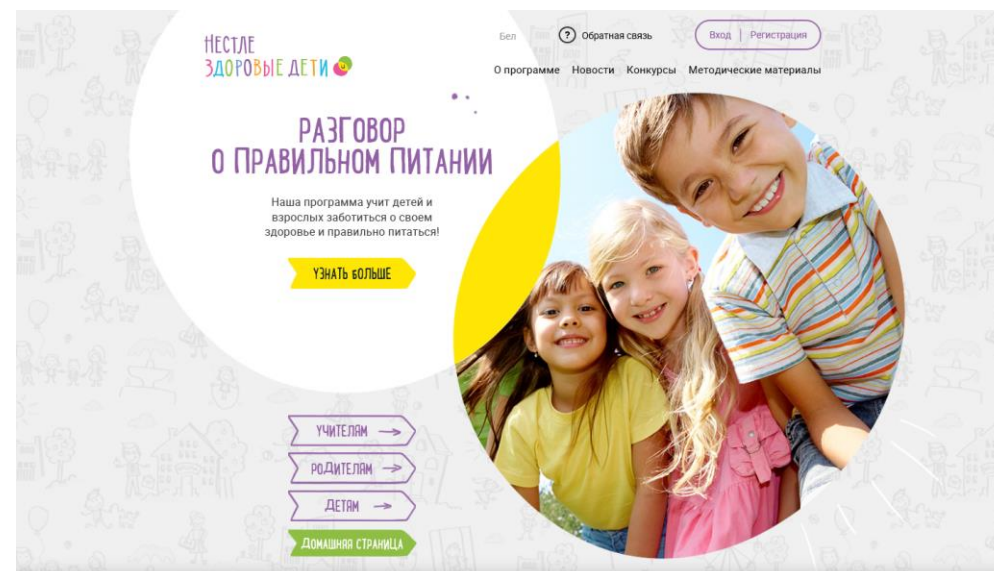 НЕСТЛЕ
ЗДОРОВЫЕ ДЕТИ
Бел
? Обратная связь
Вход | Регистрация
О программе Новости Конкурсы Методические материалы
РАЗГОВОР
О ПРАВИЛЬНОМ ПИТАНИИ
Наша программа учит детей и
взрослых заботиться о своем
здоровье и правильно питаться!
УЗНАТЬ БОЛЬШЕ
УЧИТЕЛЯМ
РОДИТЕЛЯМ
ДЕТЯМ
ДОМАШНЯЯ СТРАНИЦА